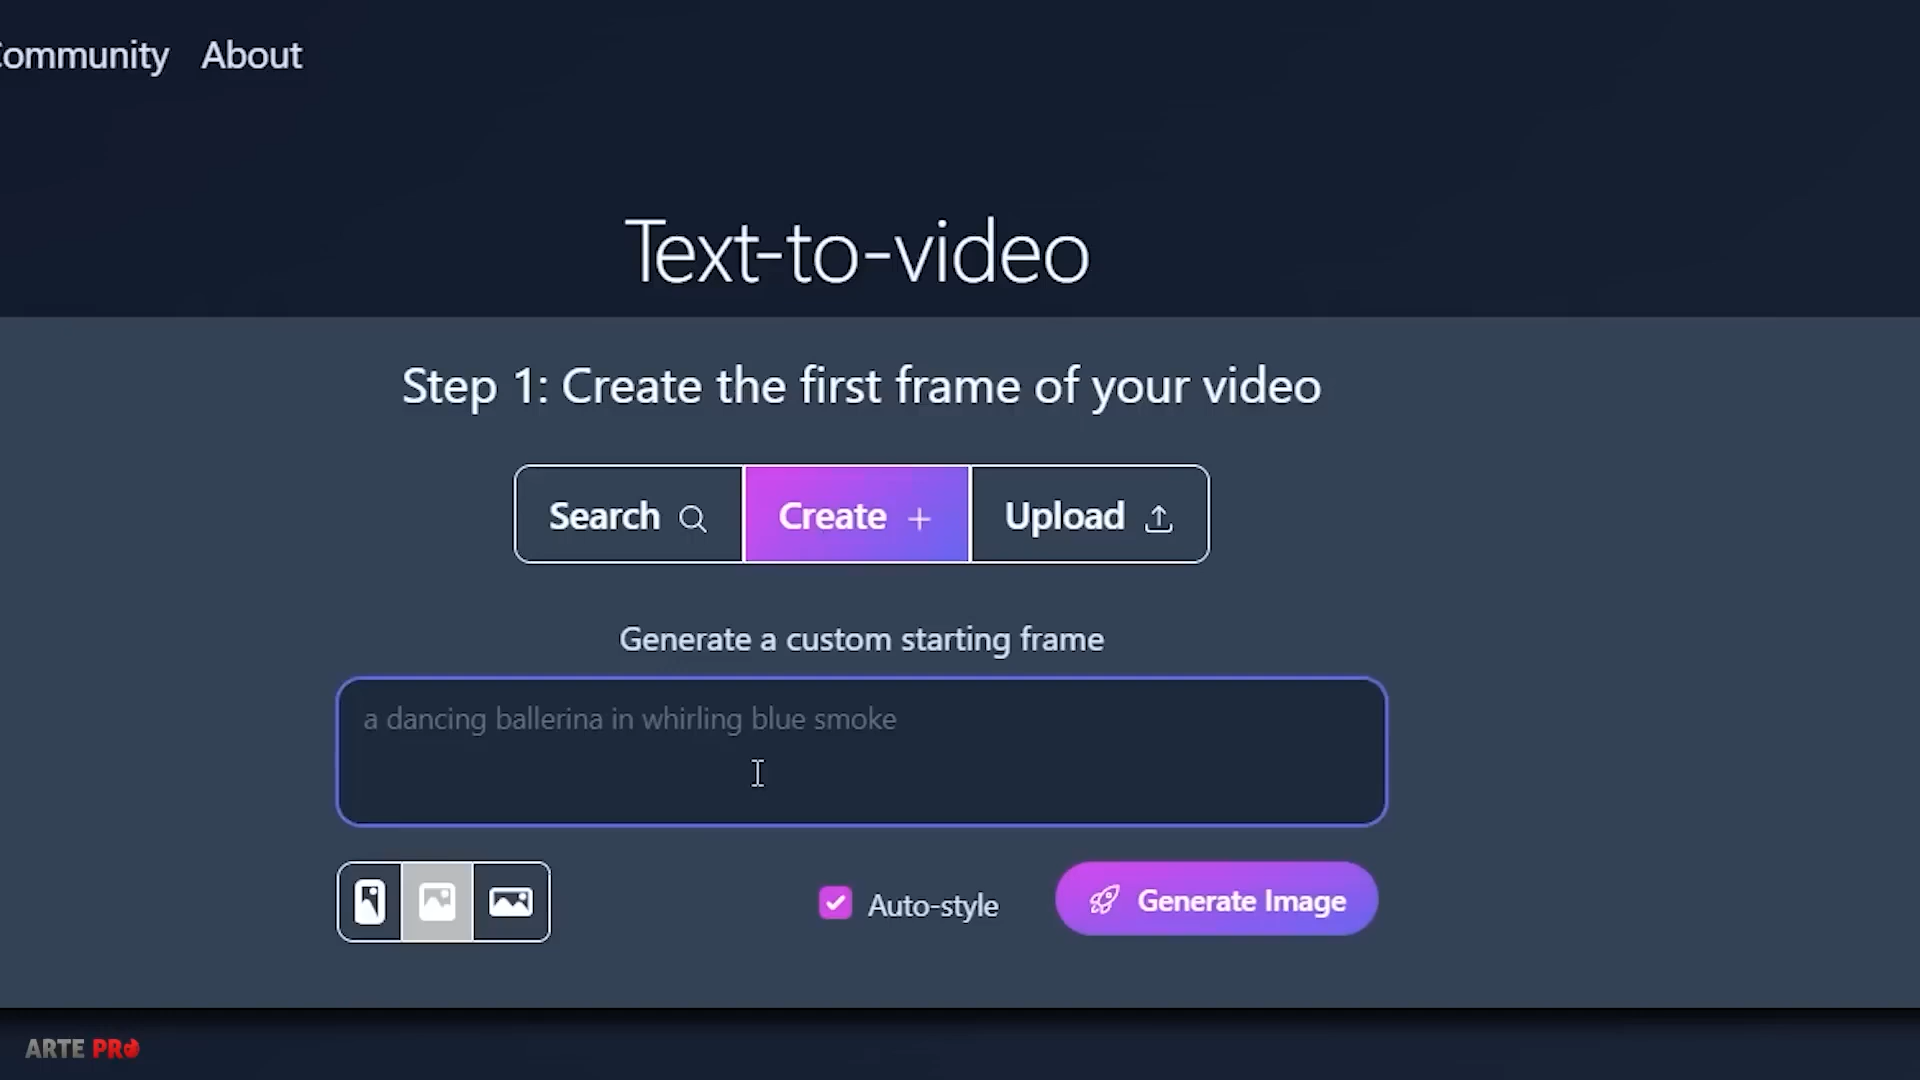 Community About
Text-to-video
Step 1: Create the first frame of your video
Search Create + Upload
Generate a custom starting frame
a dancing ballerina in whirling blue smoke
Auto-style Generate Image
ARTE PRO